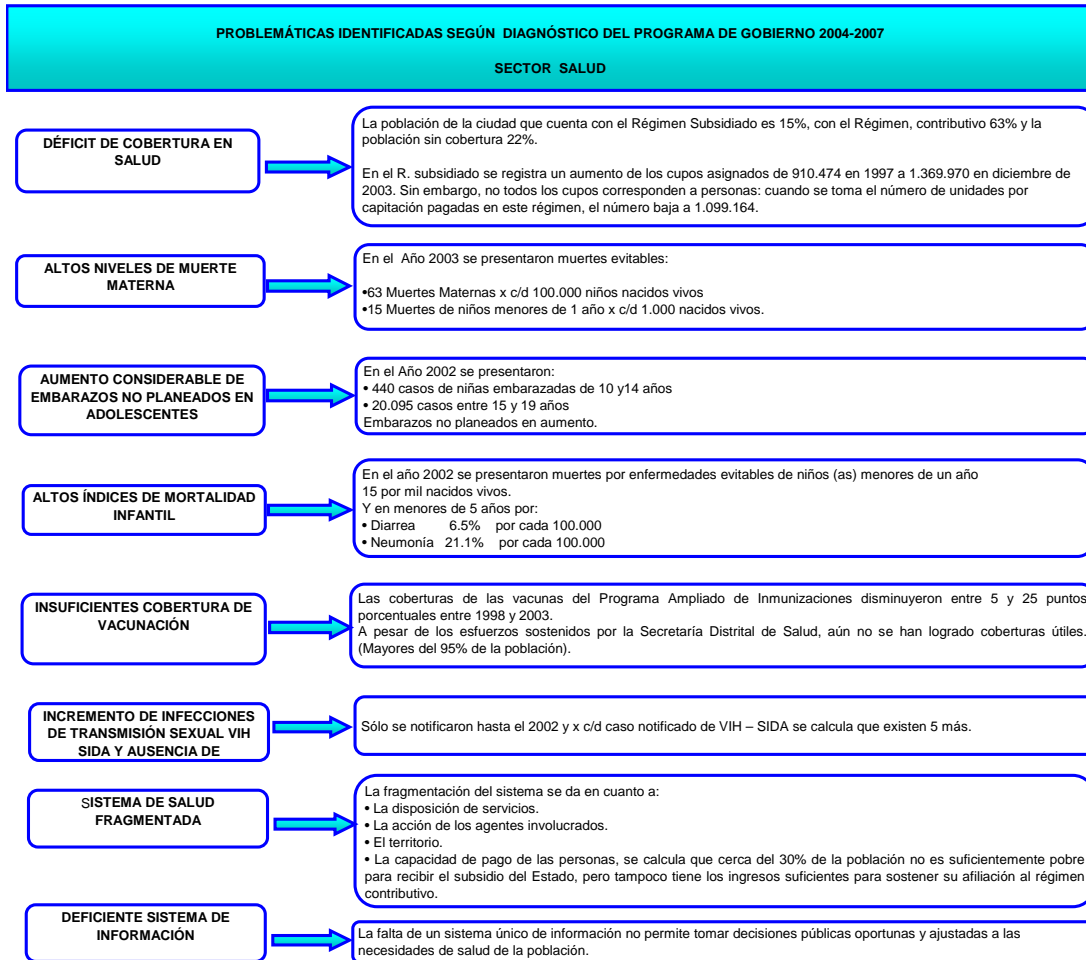 PROBLEMÁTICAS IDENTIFICADAS SEGÚN DIAGNÓSTICO DEL PROGRAMA DE GOBIERNO 2004-2007
SECTOR SALUD
DÉFICIT DE COBERTURA EN
SALUD
La población de la ciudad que cuenta con el Régimen Subsidiado es 15%, con el Régimen, contributivo 63% y la
población sin cobertura 22%.
En el R. subsidiado se registra un aumento de los cupos asignados de 910.474 en 1997 a 1.369.970 en diciembre de
2003. Sin embargo, no todos los cupos corresponden a personas: cuando se toma el número de unidades por
capitación pagadas en este régimen, el número baja a 1.099.164.
ALTOS NIVELES DE MUERTE
MATERNA
En el Año 2003 se presentaron muertes evitables:
•63 Muertes Maternas x c/d 100.000 niños nacidos vivos
•15 Muertes de niños menores de 1 año x c/d 1.000 nacidos vivos.
AUMENTO CONSIDERABLE DE
EMBARAZOS NO PLANEADOS EN
ADOLESCENTES
En el Año 2002 se presentaron:
• 440 casos de niñas embarazadas de 10 y14 años
• 20.095 casos entre 15 y 19 años
Embarazos no planeados en aumento.
ALTOS ÍNDICES DE MORTALIDAD
INFANTIL
En el año 2002 se presentaron muertes por enfermedades evitables de niños (as) menores de un año
15 por mil nacidos vivos.
Y en menores de 5 años por:
• Diarrea 6.5% por cada 100.000
• Neumonía 21.1% por cada 100.000
INSUFICIENTES COBERTURA DE
VACUNACIÓN
Las coberturas de las vacunas del Programa Ampliado de Inmunizaciones disminuyeron entre 5 y 25 puntos
porcentuales entre 1998 y 2003.
A pesar de los esfuerzos sostenidos por la Secretaría Distrital de Salud, aún no se han logrado coberturas útiles.
(Mayores del 95% de la población).
INCREMENTO DE INFECCIONES
DE TRANSMISIÓN SEXUAL VIH
SIDA Y AUSENCIA DE
Sólo se notificaron hasta el 2002 y x c/d caso notificado de VIH – SIDA se calcula que existen 5 más.
SISTEMA DE SALUD
FRAGMENTADA
La fragmentación del sistema se da en cuanto a:
• La disposición de servicios.
• La acción de los agentes involucrados.
• El territorio.
• La capacidad de pago de las personas, se calcula que cerca del 30% de la población no es suficientemente pobre
para recibir el subsidio del Estado, pero tampoco tiene los ingresos suficientes para sostener su afiliación al régimen
contributivo.
DEFICIENTE SISTEMA DE
INFORMACIÓN
La falta de un sistema único de información no permite tomar decisiones públicas oportunas y ajustadas a las
necesidades de salud de la población.